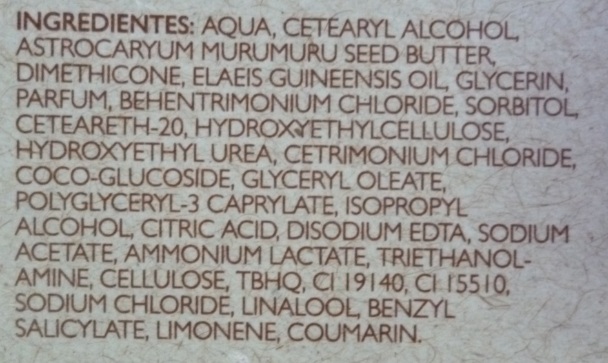 INGREDIENTES: AQUA, CETEARYL ALCOHOL,
ASTROCARYUM MURUMURU SEED BUTTER,
DIMETHICONE, ELAEIS GUINEENSIS OIL, GLYCERIN,
PARFUM, BEHENTRIMONIUM CHLORIDE, SORBITOL,
CETEARETH-20, HYDROXYETHYLCELLULOSE,
HYDROXYETHYL UREA, CETRIMONIUM CHLORIDE,
COCO-GLUCOSIDE, GLYCERYL OLEATE,
POLYGLYCERYL-3 CAPRYLATE, ISOPROPYL
ALCOHOL, CITRIC ACID, DISODIUM EDTA, SODIUM
ACETATE, AMMONIUM LACTATE, TRIETHANOL-
AMINE, CELLULOSE, TBHQ, CI 19140, CI 15510,
SODIUM CHLORIDE, LINALOOL, BENZYL
SALICYLATE, LIMONENE, COUMARIN.